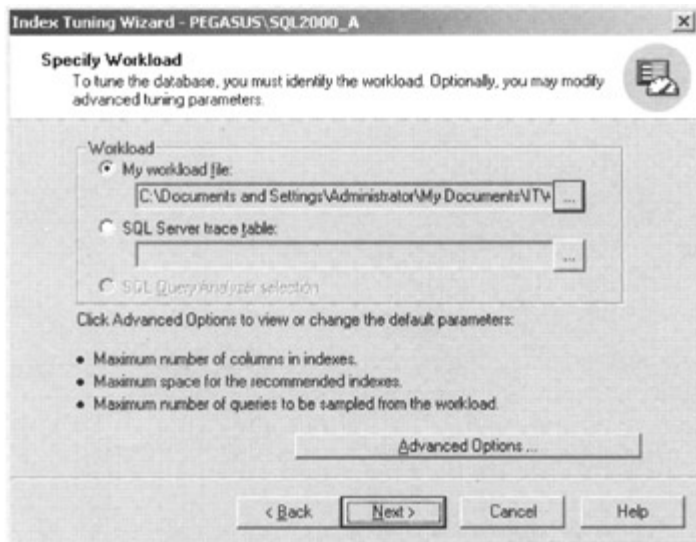 Index Tuning Wizard - PEGASUS\SQL2000_A
Specify Workload
To tune the database, you must identify the workload. Optionally, you may modify
advanced tuning parameters.
Workload
My workload file:
C:\Documents and Settings\Administrator\My Documents\ITW
...
SQL Server trace table:
...
SQL Query Analyzer selection
Click Advanced Options to view or change the default parameters:
• Maximum number of columns in indexes.
• Maximum space for the recommended indexes.
• Maximum number of queries to be sampled from the workload.
Advanced Options ...
< Back
Next >
Cancel
Help